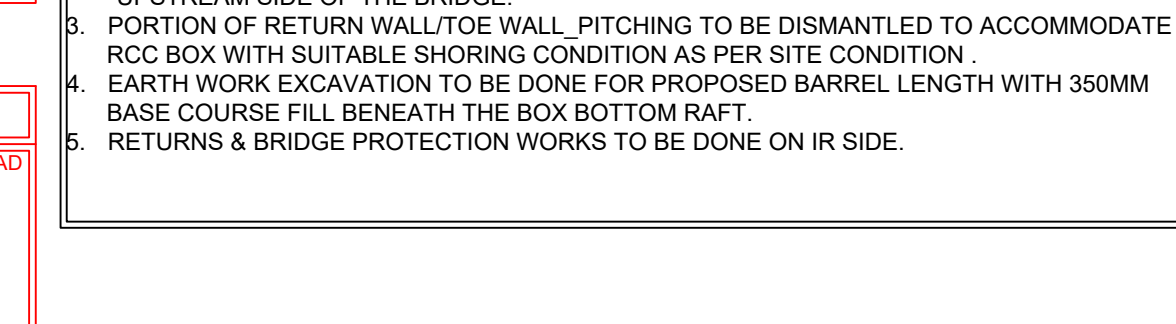 UPSTREAM SIDE OF THE BRIDGE.
3. PORTION OF RETURN WALL/TOE WALL_PITCHING TO BE DISMANTLED TO ACCOMMODATE
RCC BOX WITH SUITABLE SHORING CONDITION AS PER SITE CONDITION .
4. EARTH WORK EXCAVATION TO BE DONE FOR PROPOSED BARREL LENGTH WITH 350MM
BASE COURSE FILL BENEATH THE BOX BOTTOM RAFT.
5. RETURNS & BRIDGE PROTECTION WORKS TO BE DONE ON IR SIDE.
AD